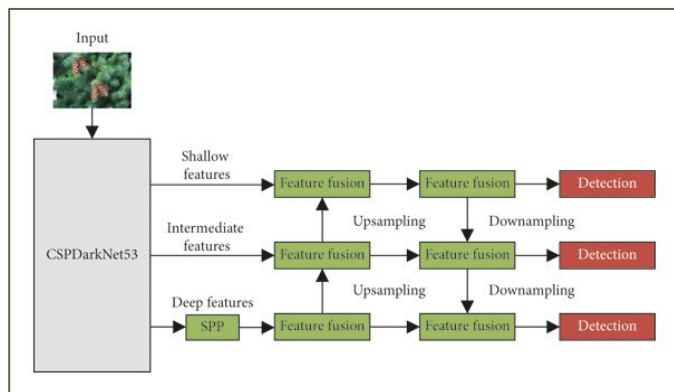 Input
Shallow
features
Feature fusion
Feature fusion
Detection
Upsampling
Downampling
CSPDarkNet53
Intermediate
features
Feature fusion
Feature fusion
Detection
Upsampling
Downampling
Deep features
SPP
Feature fusion
Feature fusion
Detection